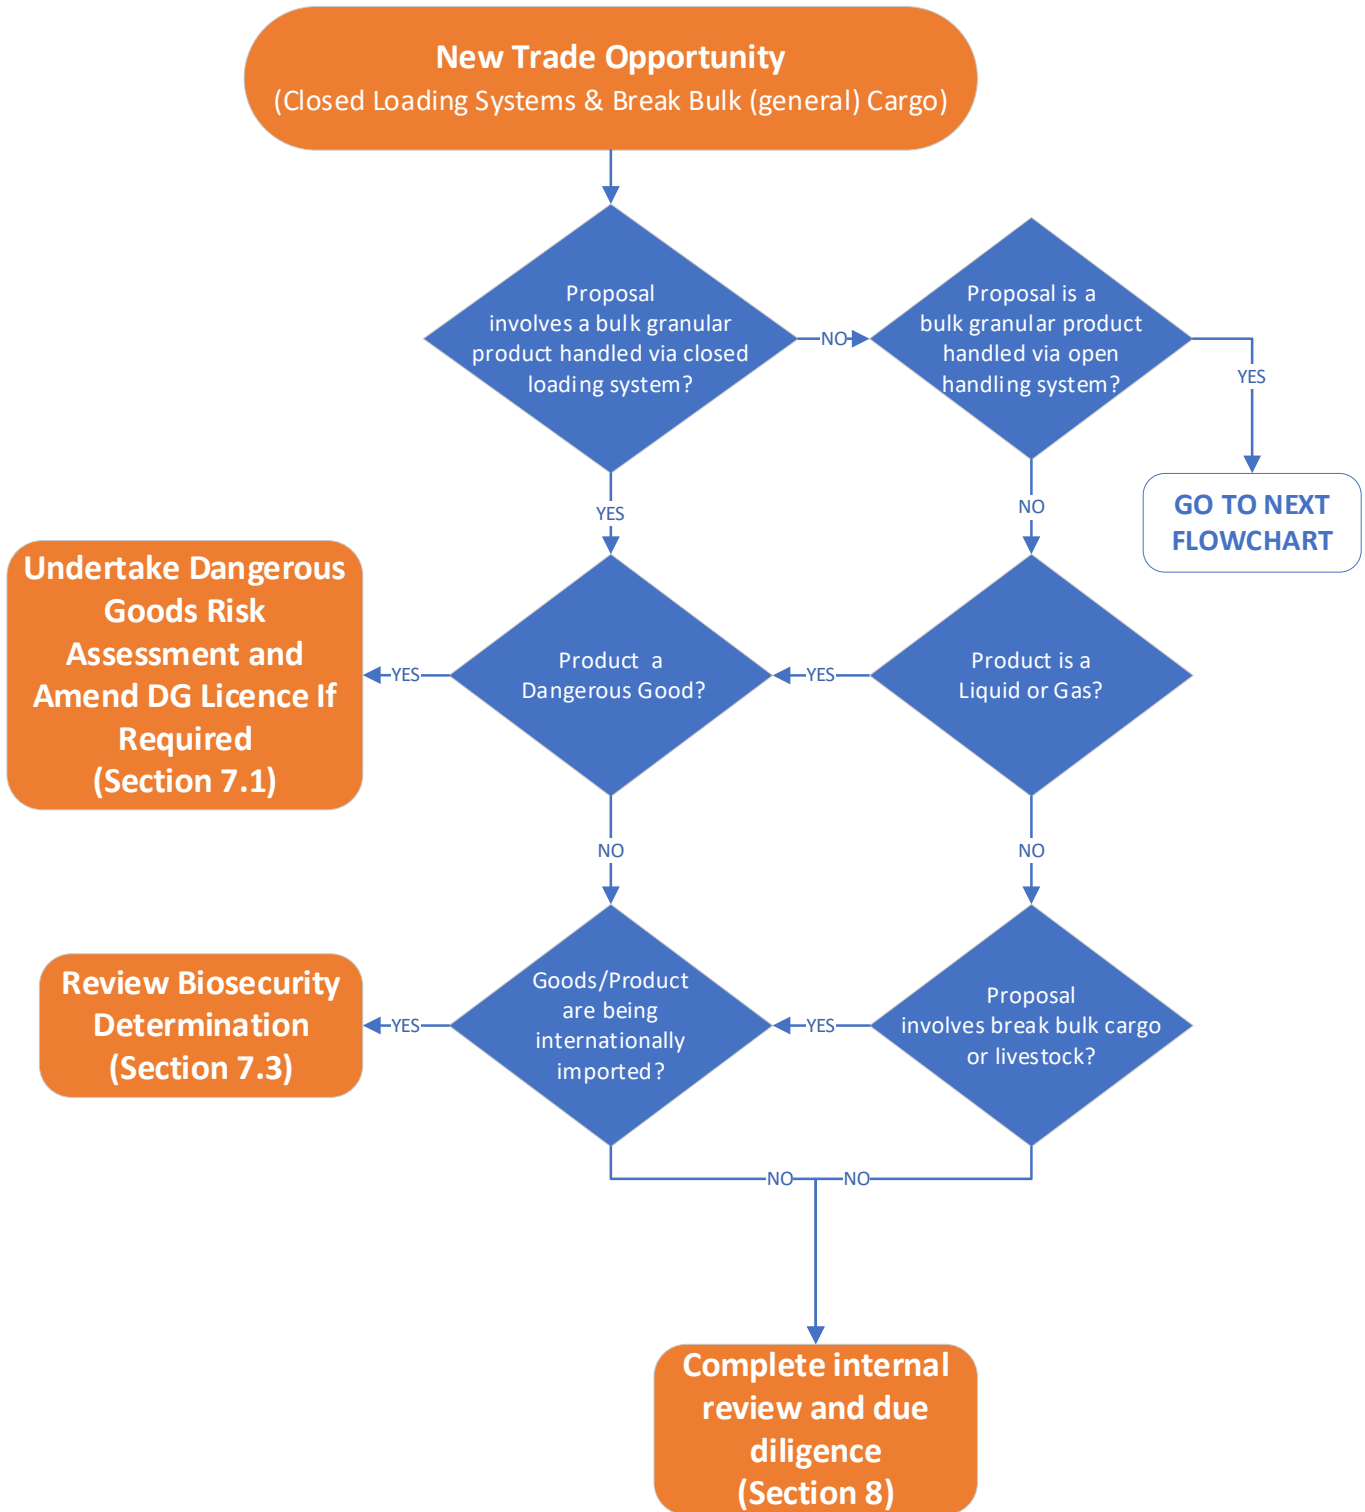 New Trade Opportunity
(Closed Loading Systems & Break Bulk (general) Cargo)
Proposal
involves a bulk granular
product handled via closed
loading system?
NO
Proposal is a
bulk granular product
handled via open
handling system?
YES
GO TO NEXT
FLOWCHART
YES
NO
Undertake Dangerous
Goods Risk
Assessment and
Amend DG Licence If
Required
(Section 7.1)
YES
Product a
Dangerous Good?
YES
Product is a
Liquid or Gas?
NO
NO
Review Biosecurity
Determination
(Section 7.3)
YES
Goods/Product
are being
internationally
imported?
YES
Proposal
involves break bulk cargo
or livestock?
NO
NO
Complete internal
review and due
diligence
(Section 8)